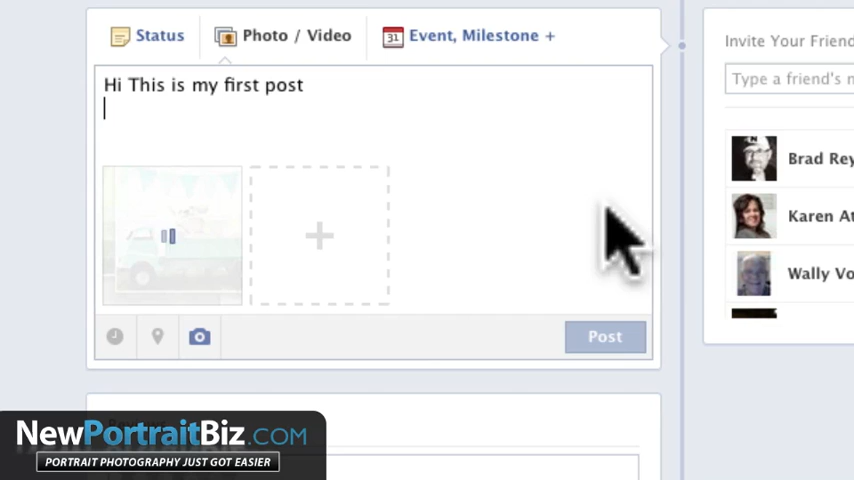 Status
Photo / Video
31
Event, Milestone +
Hi This is my first post
Post
Invite Your Friend
Type a friend's
Brad Rey
Karen At
Wally Vo
NewPortraitBiz.COM
PORTRAIT PHOTOGRAPHY JUST GOT EASIER